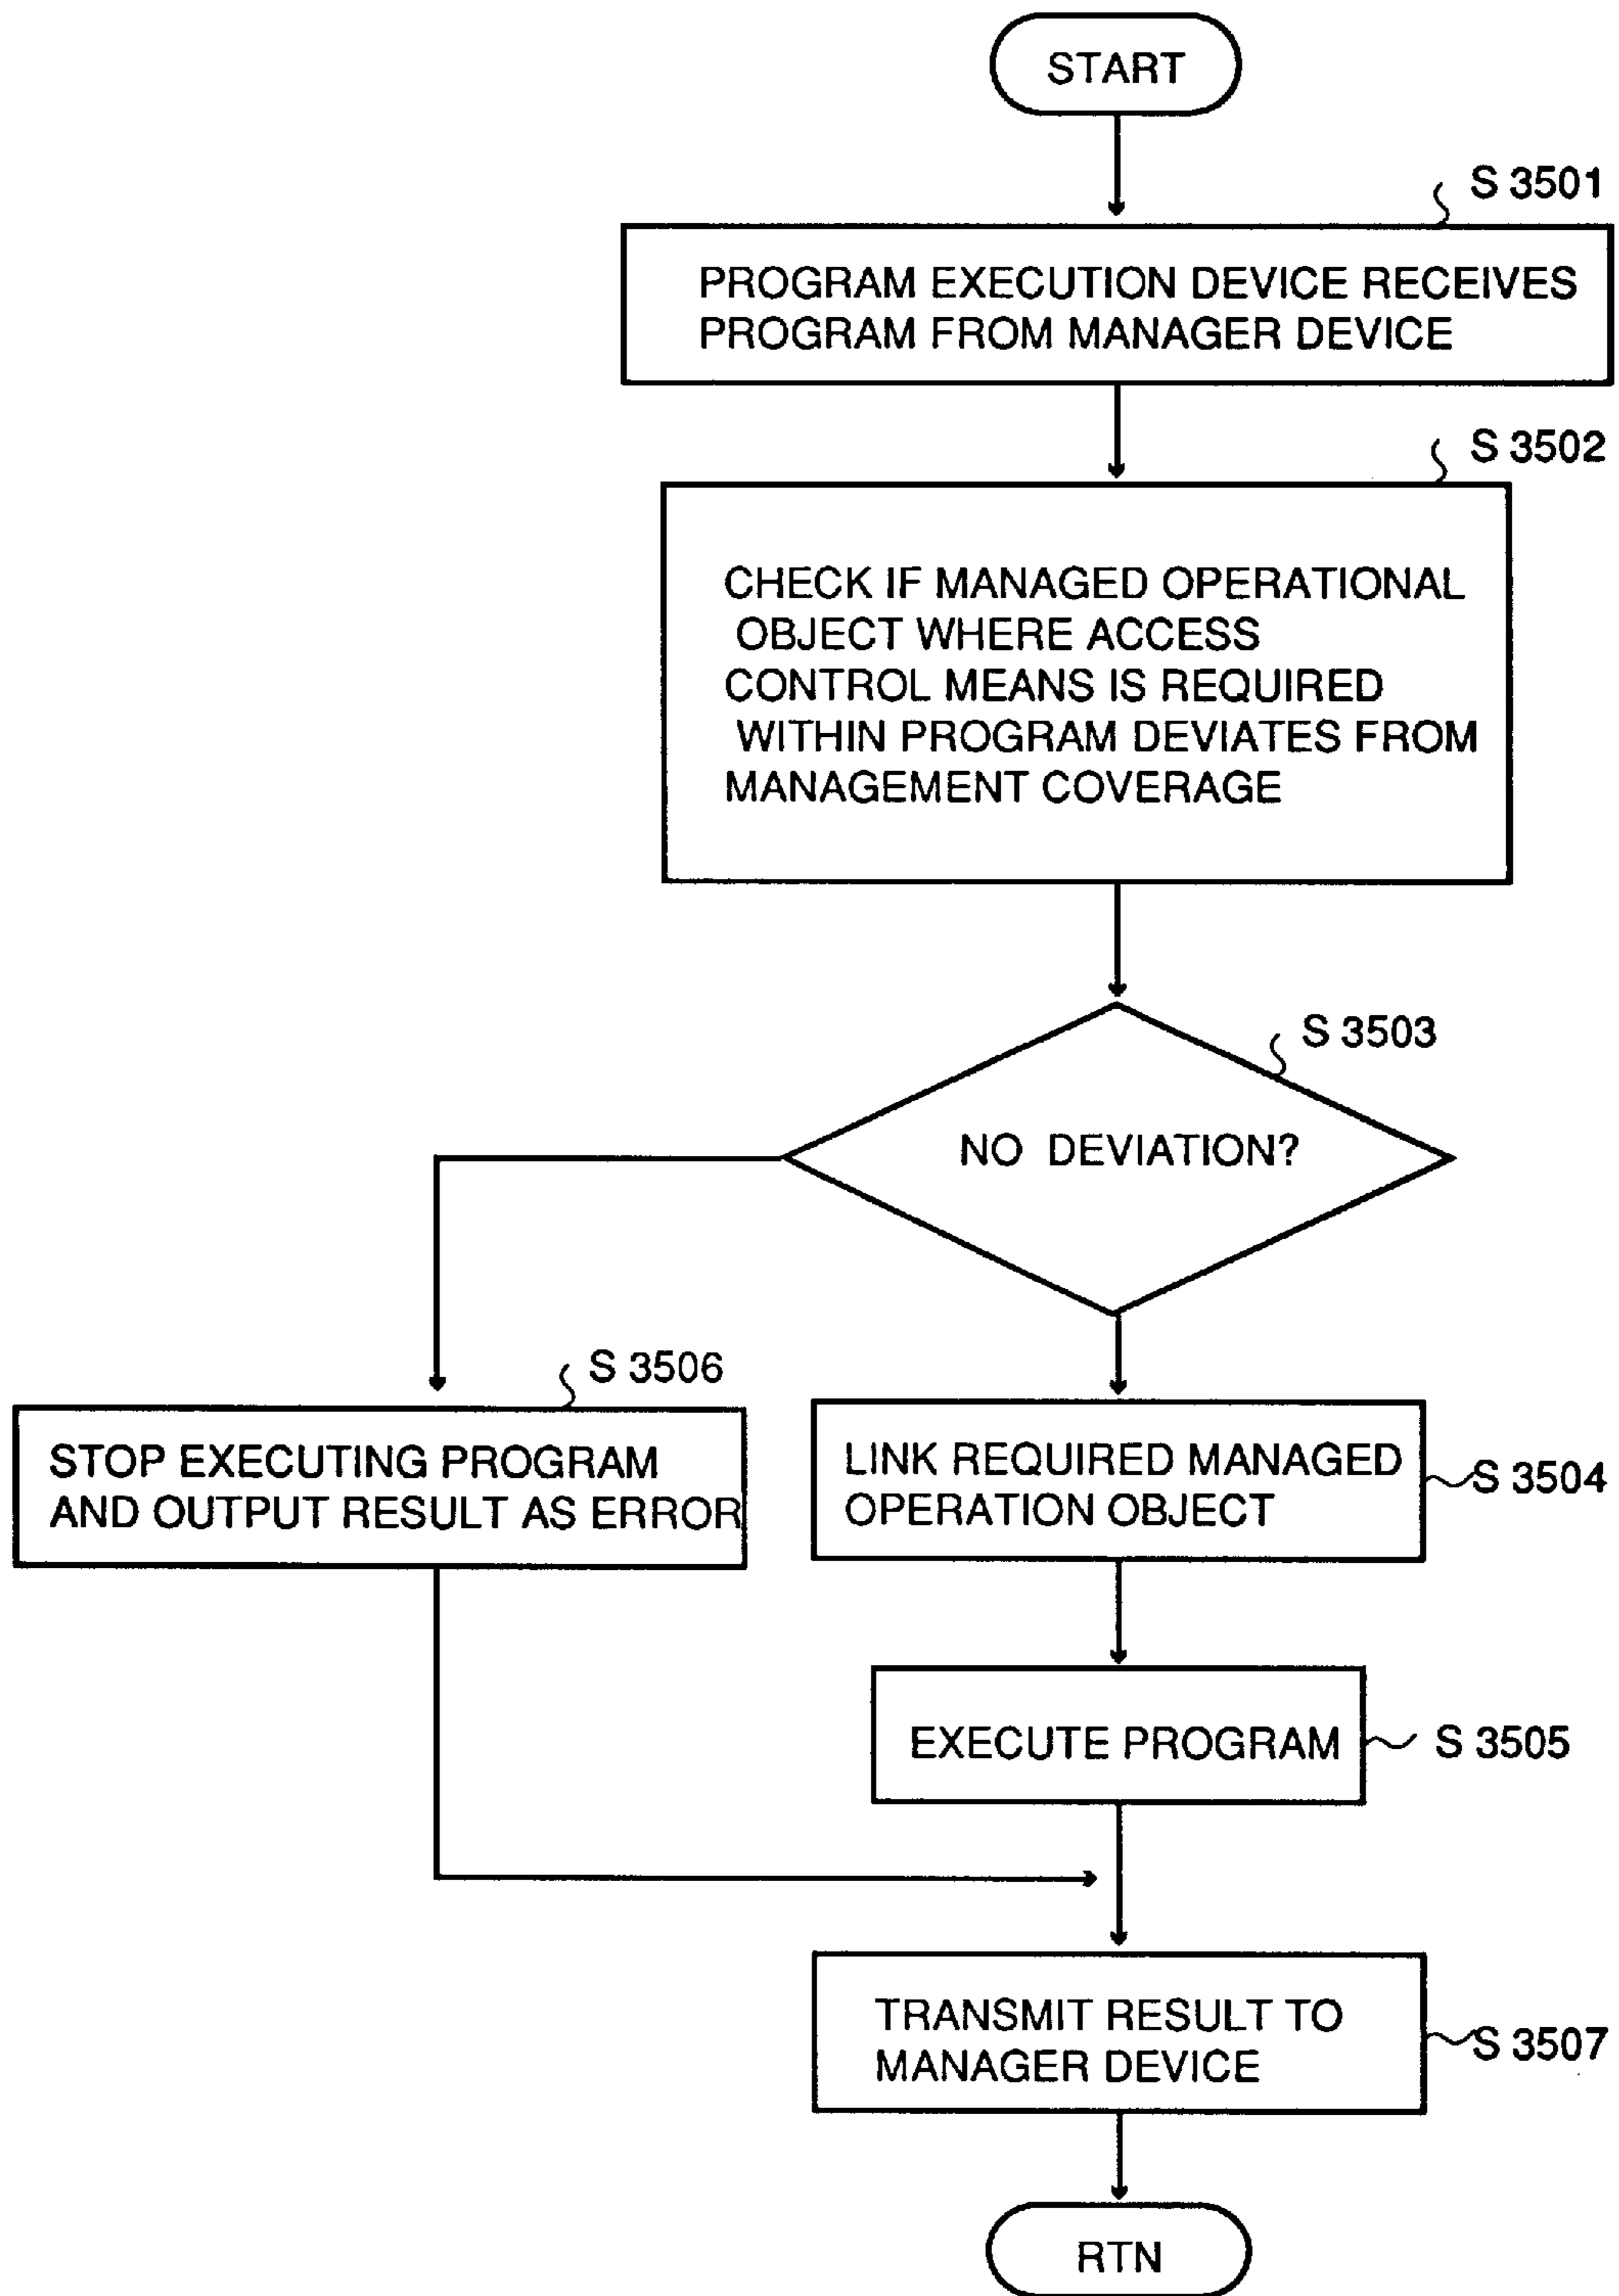 START
S 3501
PROGRAM EXECUTION DEVICE RECEIVES
PROGRAM FROM MANAGER DEVICE
S 3502
CHECK IF MANAGED OPERATIONAL
OBJECT WHERE ACCESS
CONTROL MEANS IS REQUIRED
WITHIN PROGRAM DEVIATES FROM
MANAGEMENT COVERAGE
S 3503
NO DEVIATION?
S 3506
STOP EXECUTING PROGRAM
AND OUTPUT RESULT AS ERROR
LINK REQUIRED MANAGED
OPERATION OBJECT
S 3504
EXECUTE PROGRAM
S 3505
TRANSMIT RESULT TO
MANAGER DEVICE
S 3507
RTN